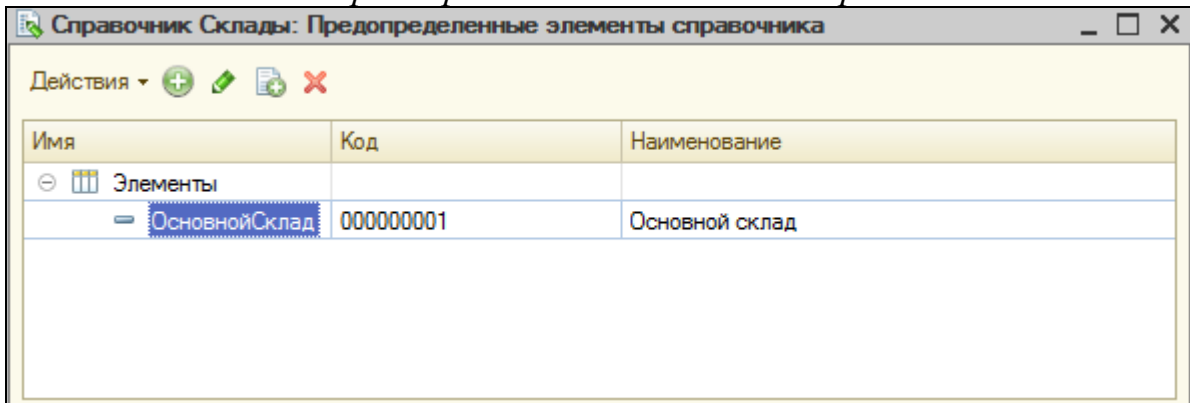 Справочник Склады: Предопределенные элементы справочника
Действия
Имя Код Наименование
Элементы
ОсновнойСклад 000000001 Основной склад